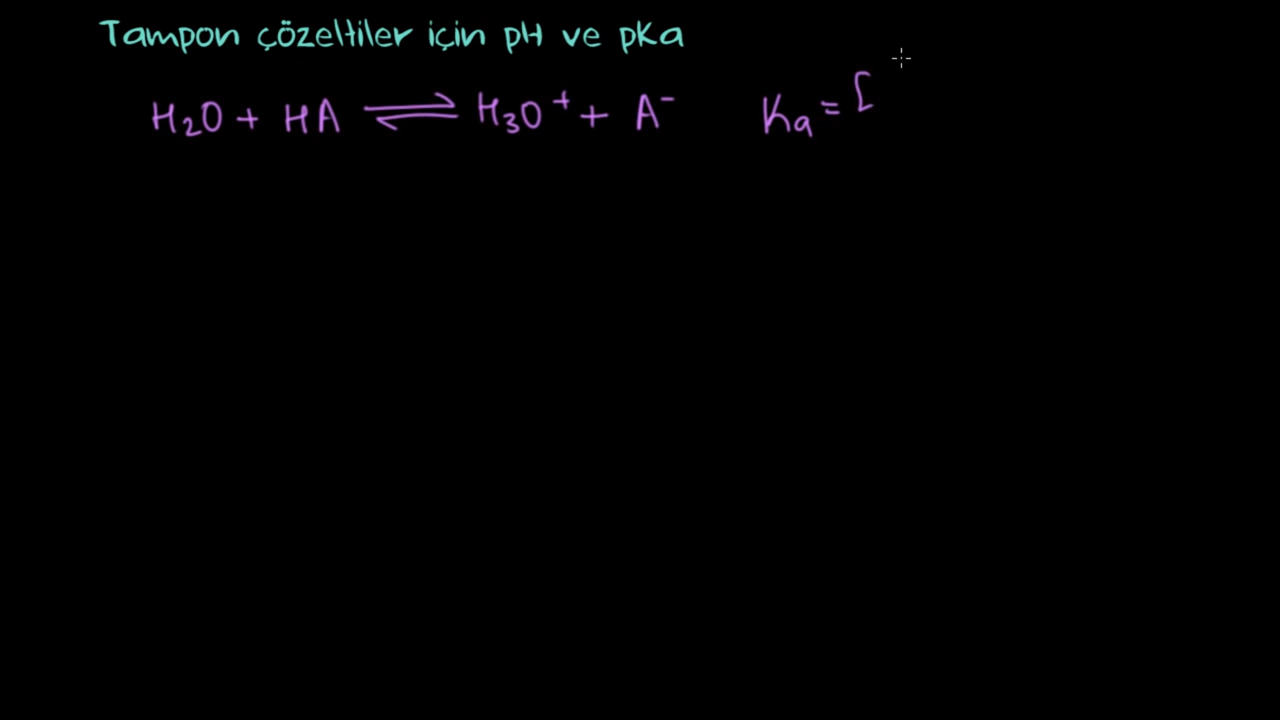 Tampon çözeltiler için pH ve pKa
H₂O + HA ⇌ H₃O⁺ + A⁻ Ka = [